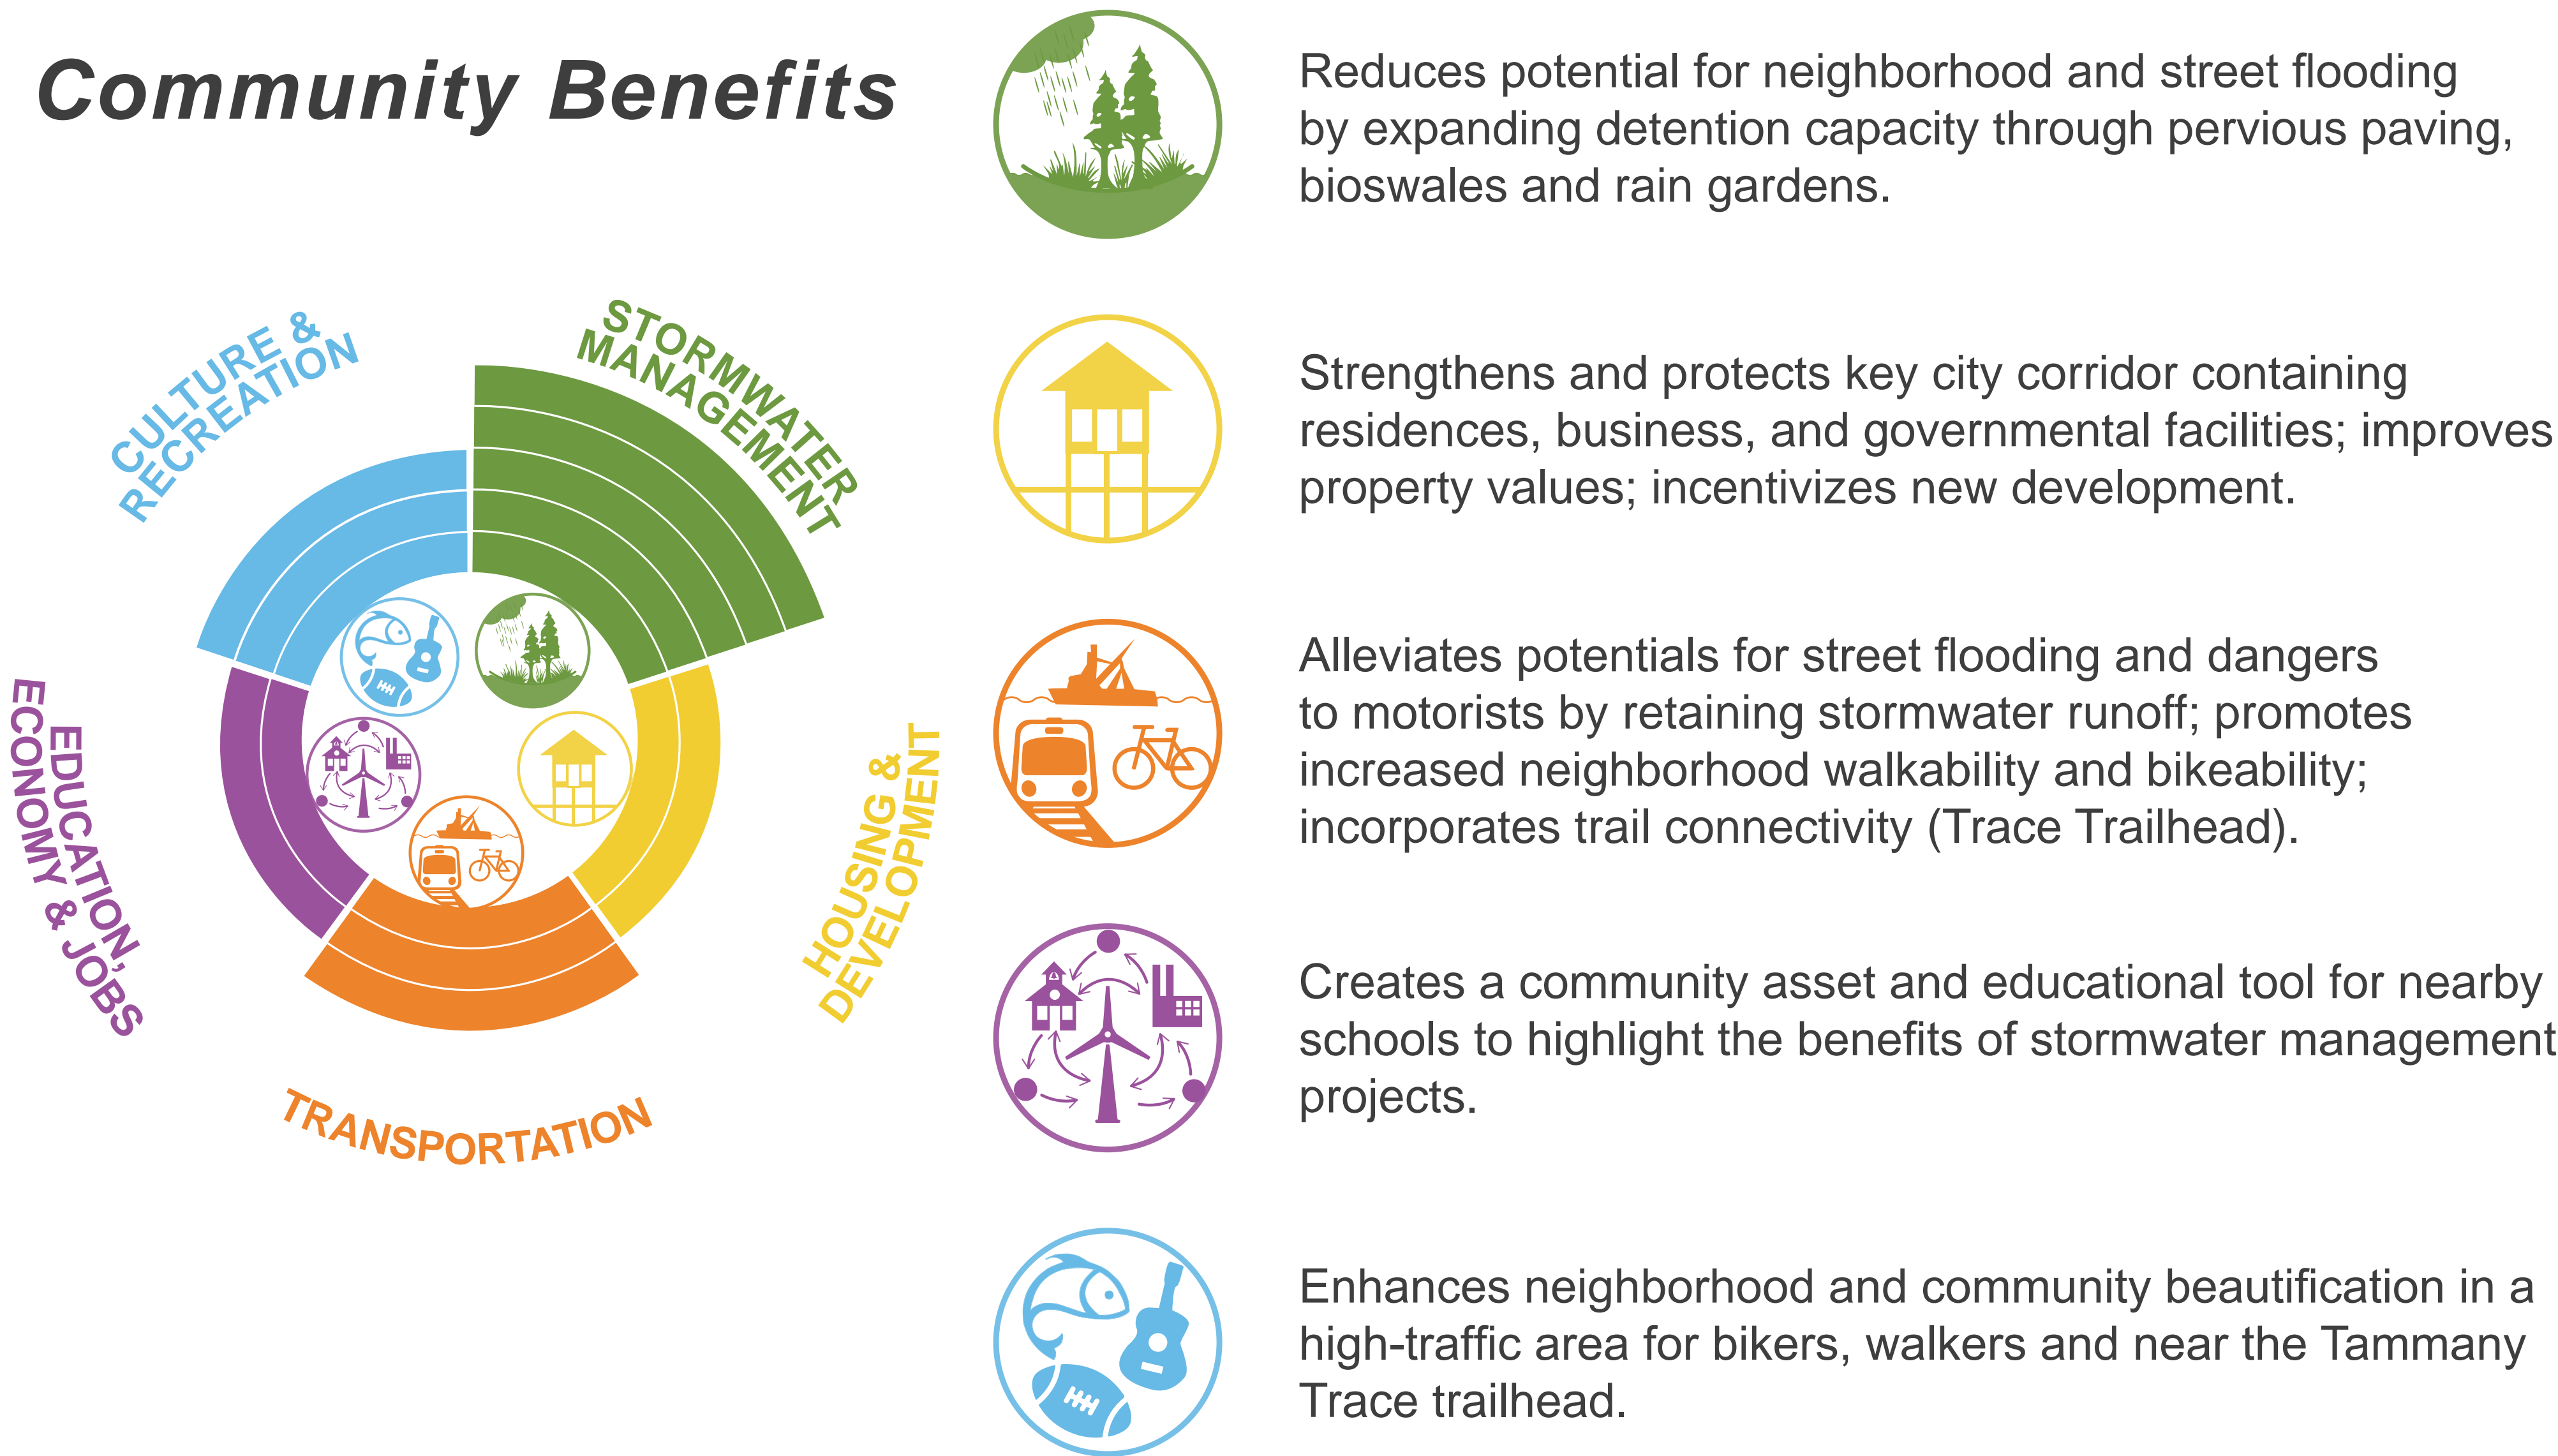 Community Benefits
CULTURE &
RECREATION
STORMWATER
MANAGEMENT
EDUCATION,
ECONOMY & JOBS
HOUSING &
DEVELOPMENT
TRANSPORTATION
Reduces potential for neighborhood and street flooding
by expanding detention capacity through pervious paving,
bioswales and rain gardens.
Strengthens and protects key city corridor containing
residences, business, and governmental facilities; improves
property values; incentivizes new development.
Alleviates potentials for street flooding and dangers
to motorists by retaining stormwater runoff; promotes
increased neighborhood walkability and bikeability;
incorporates trail connectivity (Trace Trailhead).
Creates a community asset and educational tool for nearby
schools to highlight the benefits of stormwater management
projects.
Enhances neighborhood and community beautification in a
high-traffic area for bikers, walkers and near the Tammany
Trace trailhead.